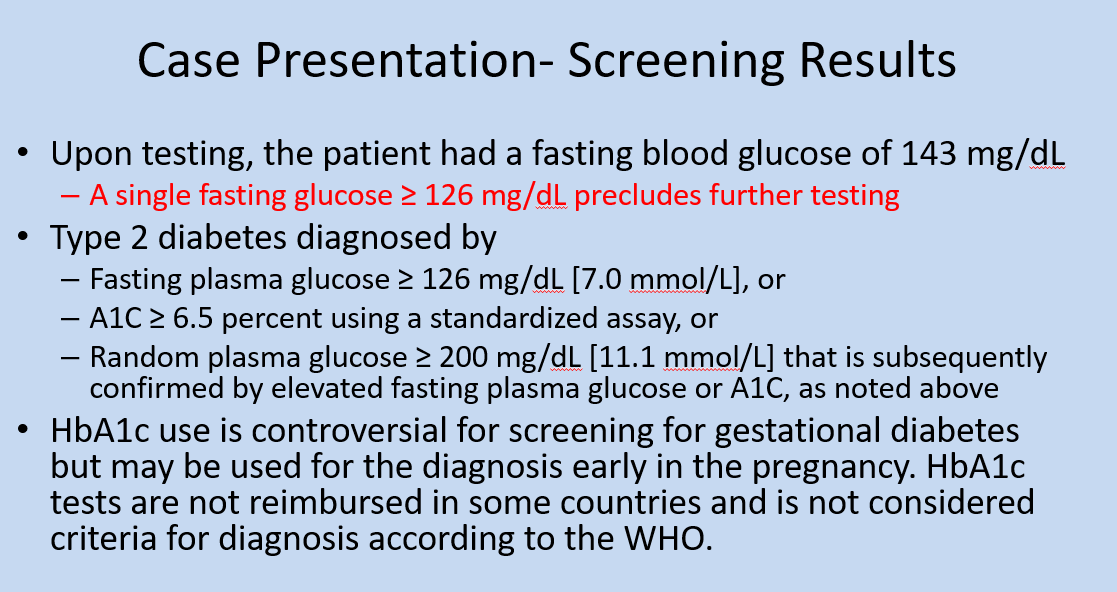 Case Presentation- Screening Results
• Upon testing, the patient had a fasting blood glucose of 143 mg/dL
– A single fasting glucose ≥ 126 mg/dL precludes further testing
• Type 2 diabetes diagnosed by
– Fasting plasma glucose ≥ 126 mg/dL [7.0 mmol/L], or
– A1C ≥ 6.5 percent using a standardized assay, or
– Random plasma glucose ≥ 200 mg/dL [11.1 mmol/L] that is subsequently
confirmed by elevated fasting plasma glucose or A1C, as noted above
• HbA1c use is controversial for screening for gestational diabetes
but may be used for the diagnosis early in the pregnancy. HbA1c
tests are not reimbursed in some countries and is not considered
criteria for diagnosis according to the WHO.